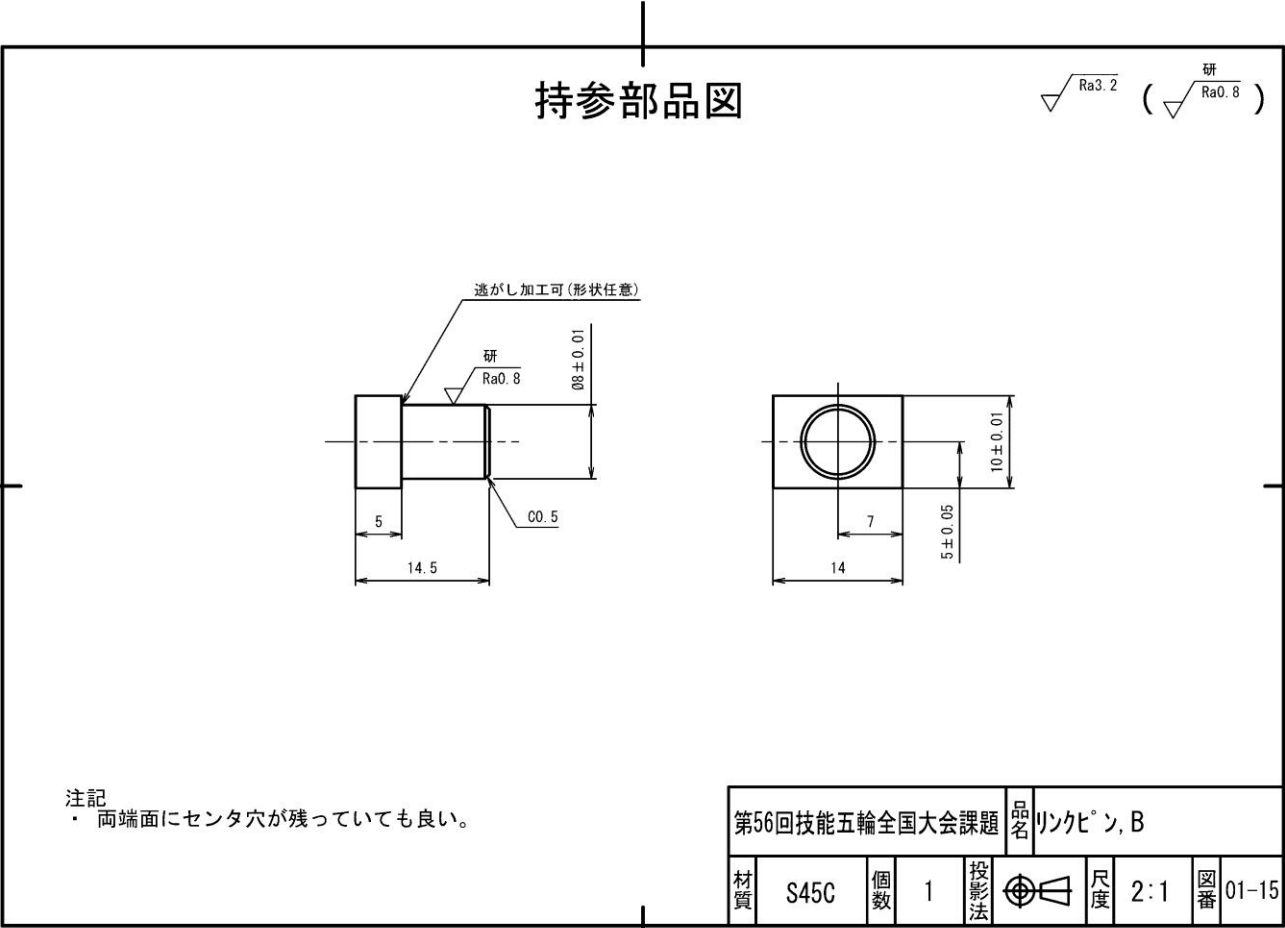 持参部品図
Ra3.2
(
研
Ra0.8
)
逃がし加工可(形状任意)
研
Ra0.8
Ø8±0.01
C0.5
5
14.5
10±0.01
5±0.05
7
14
注記
・ 両端面にセンタ穴が残っていても良い。
第56回技能五輪全国大会課題
品名
リンクピン,B
材質
S45C
個数
1
投影法
尺度
2:1
図番
01-15